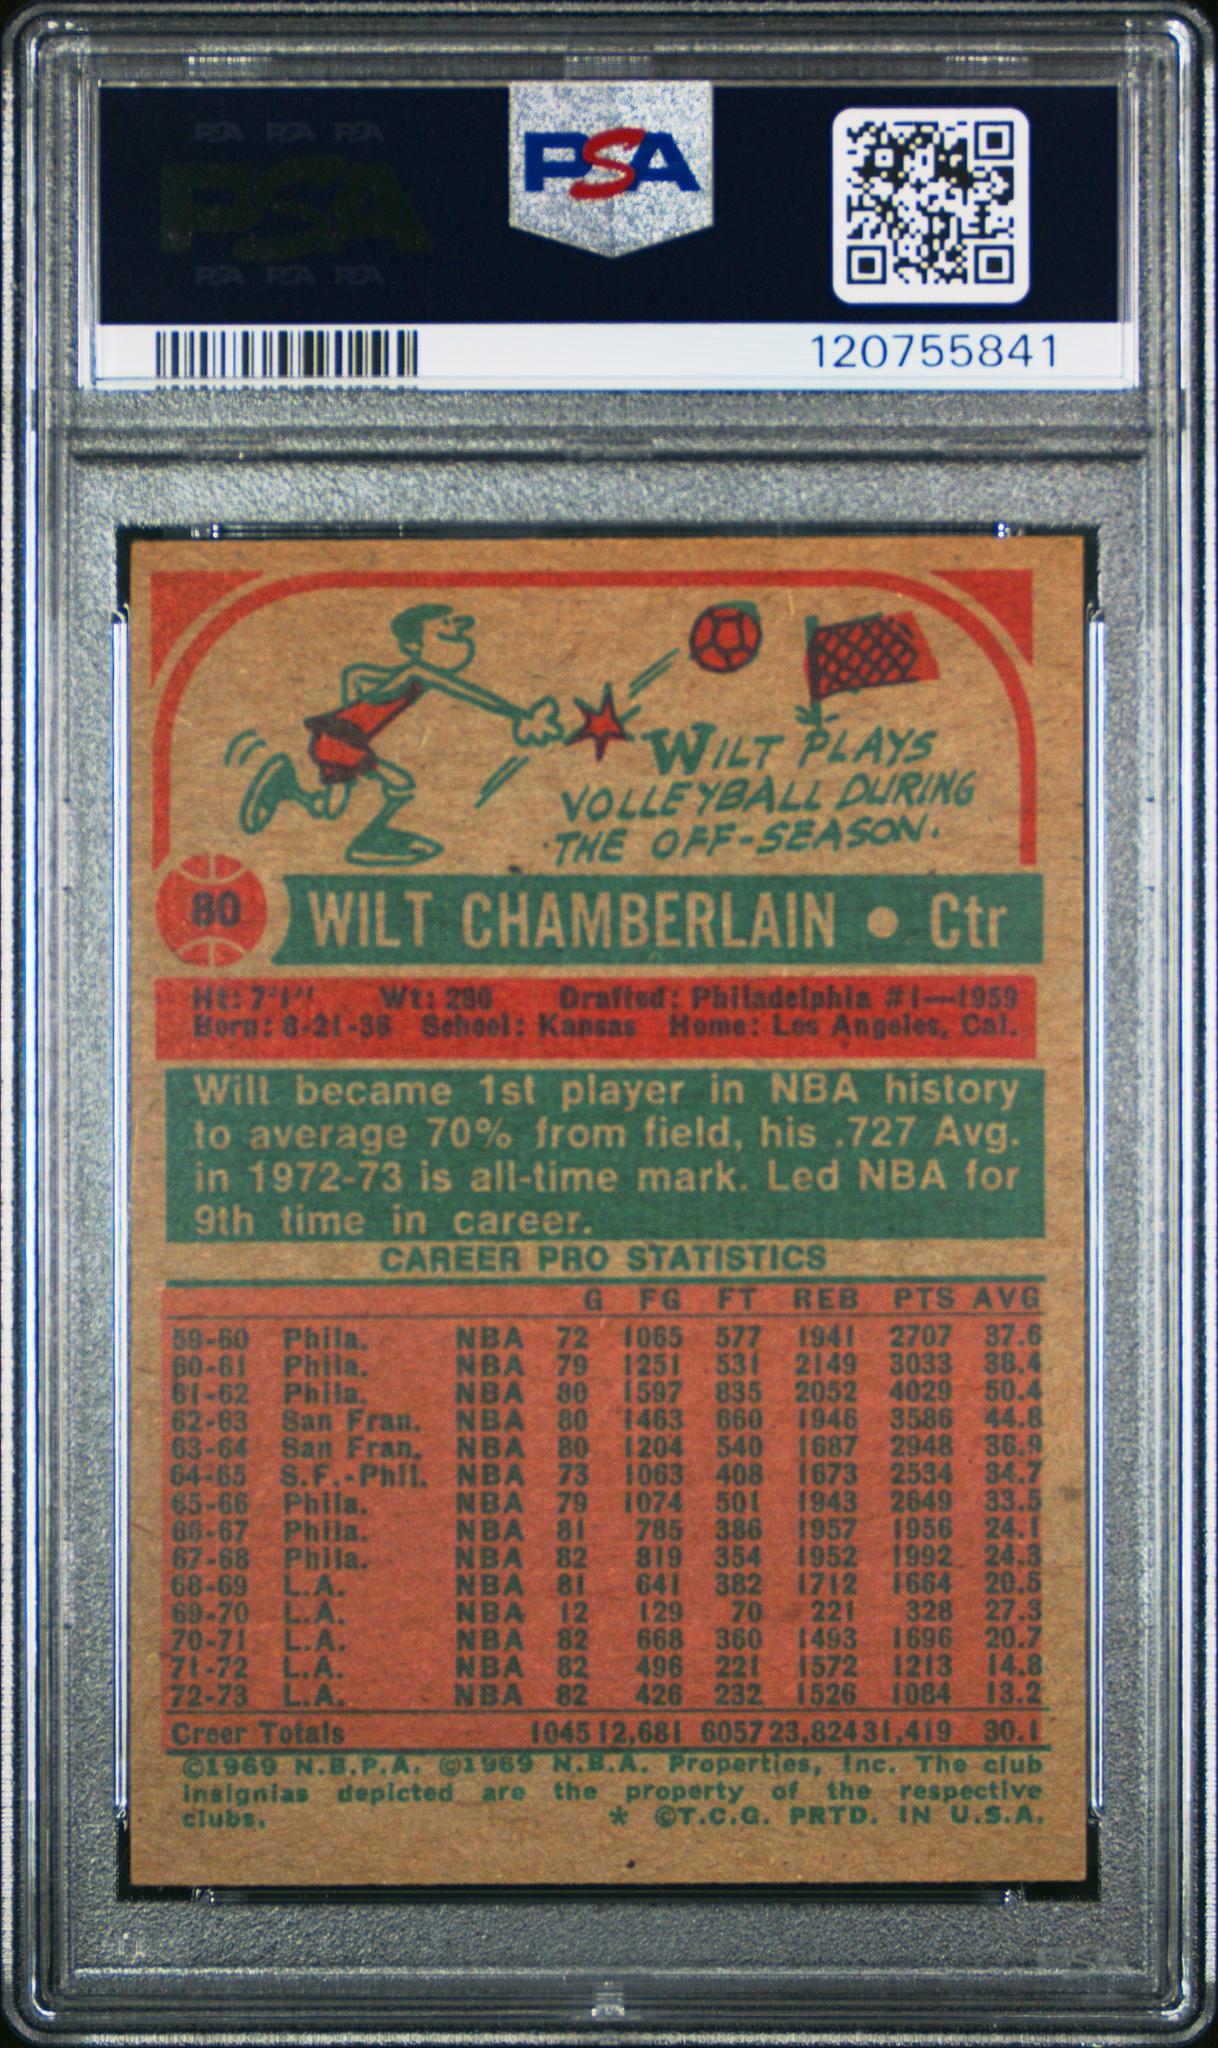 PSA PSA PSA
PSA
PSA PSA PSA
PSA
120755841
WILT PLAYS
VOLLEYBALL DURING
THE OFF-SEASON.
80 WILT CHAMBERLAIN • Ctr
Ht: 7'1" Wt: 280 Drafted: Philadelphia #1—1959
Born: 8-21-36 School: Kansas Home: Los Angeles, Cal.
Wilt became 1st player in NBA history
to average 70% from field, his .727 Avg.
in 1972-73 is all-time mark. Led NBA for
9th time in career.
CAREER PRO STATISTICS
G FG FT REB PTS AVG
59-60 Phila. NBA 72 1065 577 1941 2707 37.6
60-61 Phila. NBA 79 1251 531 2149 3033 38.4
61-62 Phila. NBA 80 1597 835 2052 4029 50.4
62-63 San Fran. NBA 80 1463 660 1946 3586 44.8
63-64 San Fran. NBA 80 1204 540 1687 2948 36.9
64-65 S.F.-Phil. NBA 73 1063 408 1673 2534 34.7
65-66 Phila. NBA 79 1074 501 1943 2649 33.5
66-67 Phila. NBA 81 785 386 1957 1956 24.1
67-68 Phila. NBA 82 819 354 1952 1992 24.3
68-69 L.A. NBA 81 641 382 1712 1664 20.5
69-70 L.A. NBA 12 129 70 221 328 27.3
70-71 L.A. NBA 82 668 360 1493 1696 20.7
71-72 L.A. NBA 82 496 221 1572 1213 14.8
72-73 L.A. NBA 82 426 232 1526 1084 13.2
Creer Totals 1045 12,681 6057 23,824 31,419 30.1
©1969 N.B.P.A. ©1969 N.B.A. Properties, Inc. The club
insignias depicted are the property of the respective
clubs. * ©T.C.G. PRTD. IN U.S.A.
PSA